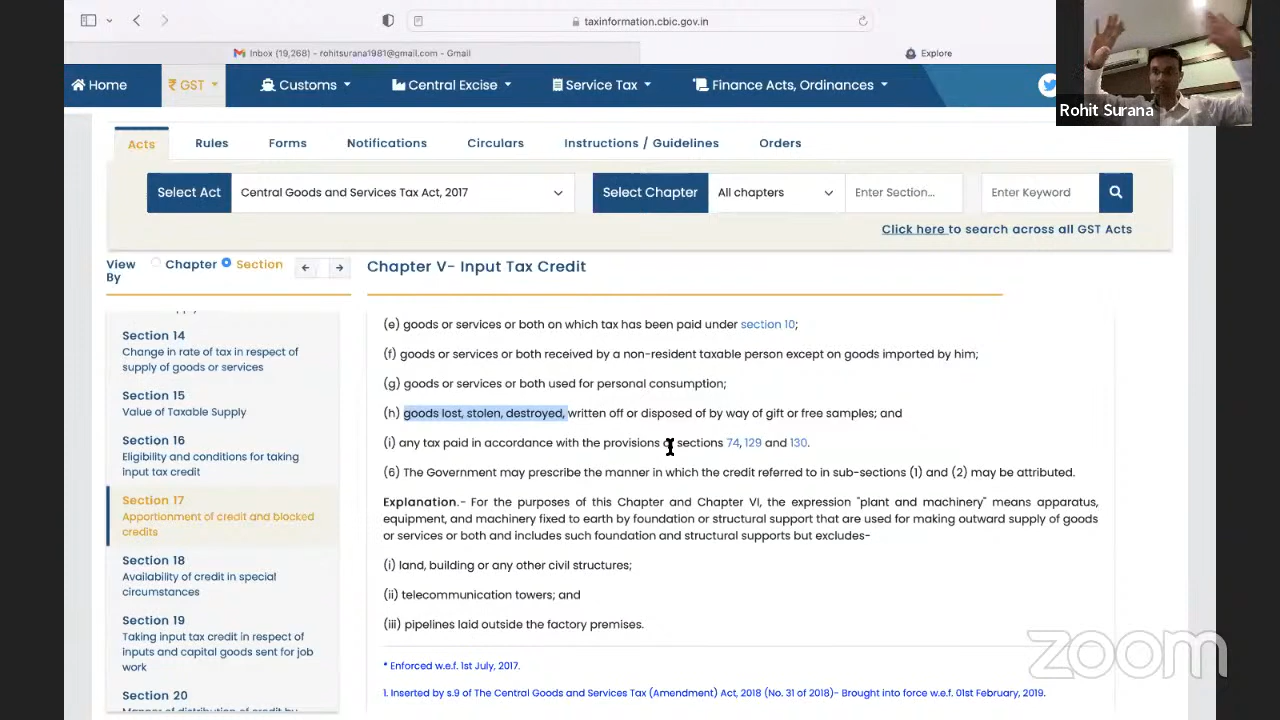 taxinformation.cbic.gov.in
Inbox (19,268) - rohitsurana1981@gmail.com - Gmail
Explore
Home
GST
Customs
Central Excise
Service Tax
Finance Acts, Ordinances
Rohit Surana
Acts
Rules
Forms
Notifications
Circulars
Instructions / Guidelines
Orders
Select Act
Central Goods and Services Tax Act, 2017
Select Chapter
All chapters
Enter Section...
Enter Keyword
Click here to search across all GST Acts
View By
Chapter
Section
Chapter V- Input Tax Credit
Section 14
Change in rate of tax in respect of supply of goods or services
Section 15
Value of Taxable Supply
Section 16
Eligibility and conditions for taking input tax credit
Section 17
Apportionment of credit and blocked credits
Section 18
Availability of credit in special circumstances
Section 19
Taking input tax credit in respect of inputs and capital goods sent for job work
Section 20
(e) goods or services or both on which tax has been paid under section 10;
(f) goods or services or both received by a non-resident taxable person except on goods imported by him;
(g) goods or services or both used for personal consumption;
(h) goods lost, stolen, destroyed, written off or disposed of by way of gift or free samples; and
(i) any tax paid in accordance with the provisions of sections 74, 129 and 130.
(6) The Government may prescribe the manner in which the credit referred to in sub-sections (1) and (2) may be attributed.
Explanation.- For the purposes of this Chapter and Chapter VI, the expression "plant and machinery" means apparatus,
equipment, and machinery fixed to earth by foundation or structural support that are used for making outward supply of goods
or services or both and includes such foundation and structural supports but excludes-
(i) land, building or any other civil structures;
(ii) telecommunication towers; and
(iii) pipelines laid outside the factory premises.
* Enforced w.e.f. 1st July, 2017.
1. Inserted by s.9 of The Central Goods and Services Tax (Amendment) Act, 2018 (No. 31 of 2018)- Brought into force w.e.f. 01st February, 2019.
zoom